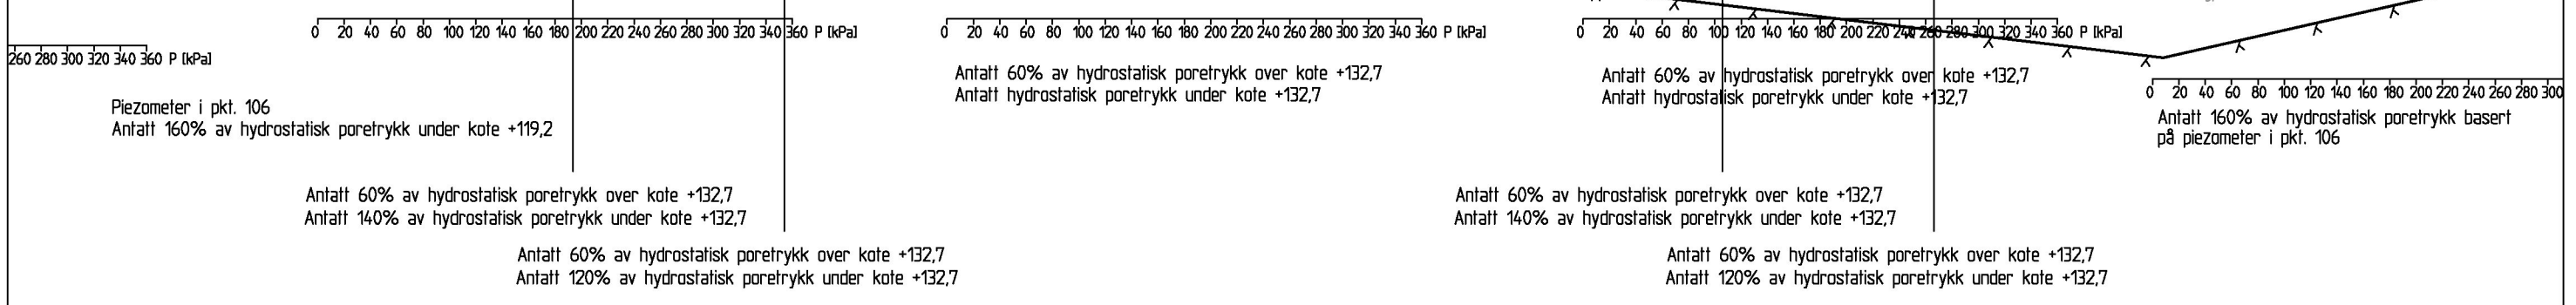 0 20 40 60 80 100 120 140 160 180 200 220 240 260 280 300 320 340 360 P [kPa]
0 20 40 60 80 100 120 140 160 180 200 220 240 260 280 300 320 340 360 P [kPa]
0 20 40 60 80 100 120 140 160 180 200 220 240 260 280 300 320 340 360 P [kPa]
260 280 300 320 340 360 P [kPa]
Antatt 60% av hydrostatisk poretrykk over kote +132,7
Antatt hydrostatisk poretrykk under kote +132,7
Antatt 60% av hydrostatisk poretrykk over kote +132,7
Antatt hydrostatisk poretrykk under kote +132,7
0 20 40 60 80 100 120 140 160 180 200 220 240 260 280 300
Piezometer i pkt. 106
Antatt 160% av hydrostatisk poretrykk under kote +119,2
Antatt 160% av hydrostatisk poretrykk basert
på piezometer i pkt. 106
Antatt 60% av hydrostatisk poretrykk over kote +132,7
Antatt 140% av hydrostatisk poretrykk under kote +132,7
Antatt 60% av hydrostatisk poretrykk over kote +132,7
Antatt 140% av hydrostatisk poretrykk under kote +132,7
Antatt 60% av hydrostatisk poretrykk over kote +132,7
Antatt 120% av hydrostatisk poretrykk under kote +132,7
Antatt 60% av hydrostatisk poretrykk over kote +132,7
Antatt 120% av hydrostatisk poretrykk under kote +132,7